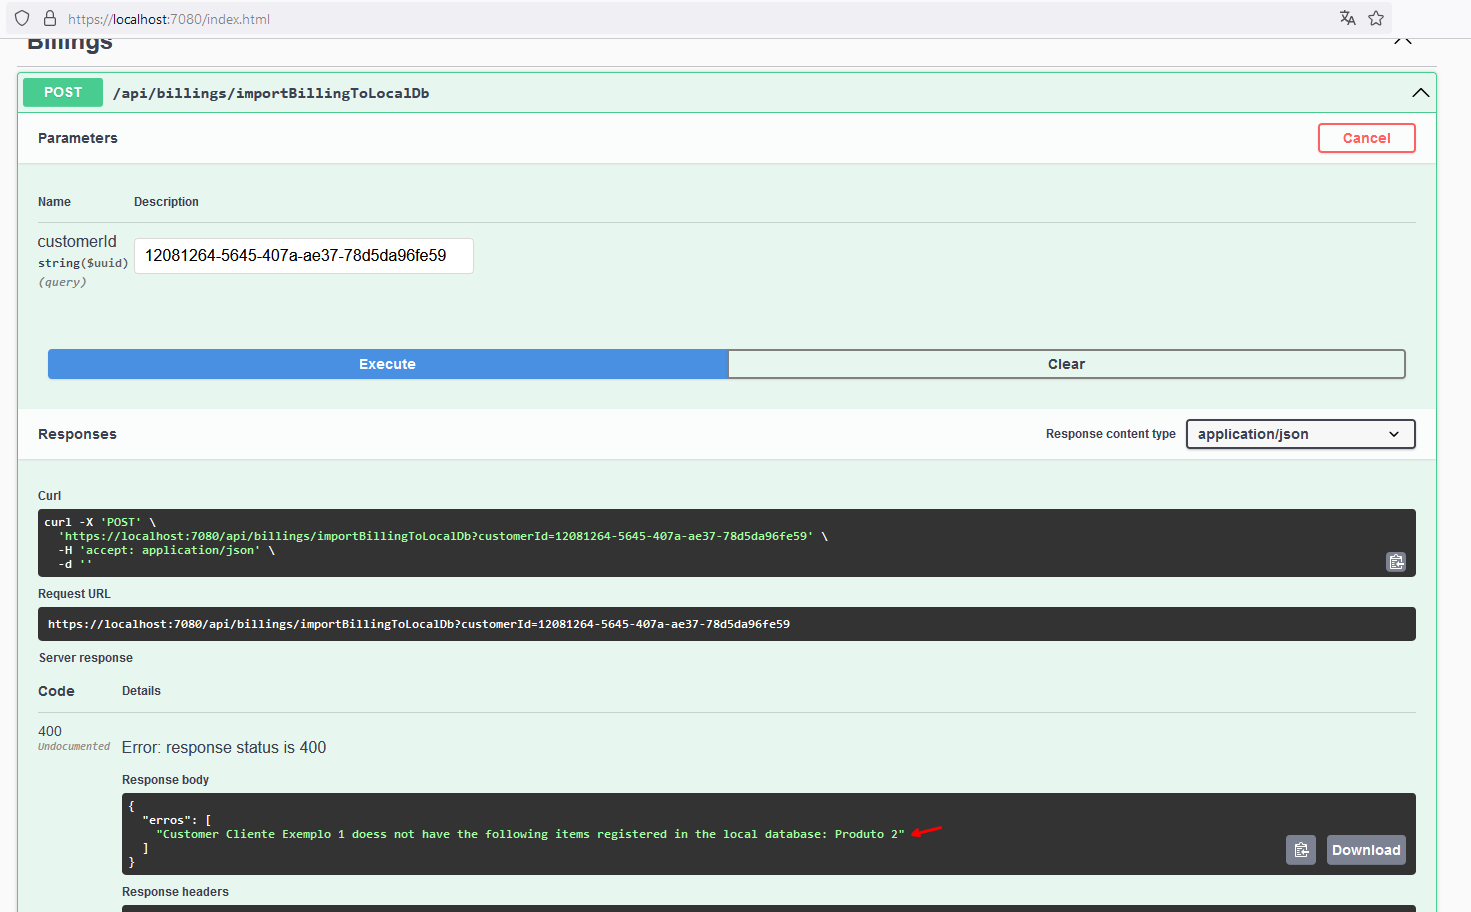 https://localhost:7080/index.html
Billings
POST /api/billings/importBillingToLocalDb
Parameters
Cancel
Name Description
customerId
string($uuid)
(query)
12081264-5645-407a-ae37-78d5da96fe59
Execute Clear
Responses
Response content type application/json
Curl
curl -X 'POST' \
'https://localhost:7080/api/billings/importBillingToLocalDb?customerId=12081264-5645-407a-ae37-78d5da96fe59' \
-H 'accept: application/json' \
-d ''
Request URL
https://localhost:7080/api/billings/importBillingToLocalDb?customerId=12081264-5645-407a-ae37-78d5da96fe59
Server response
Code Details
400
Undocumented
Error: response status is 400
Response body
{
"erros": [
"Customer Cliente Exemplo 1 doess not have the following items registered in the local database: Produto 2"
]
}
Download
Response headers